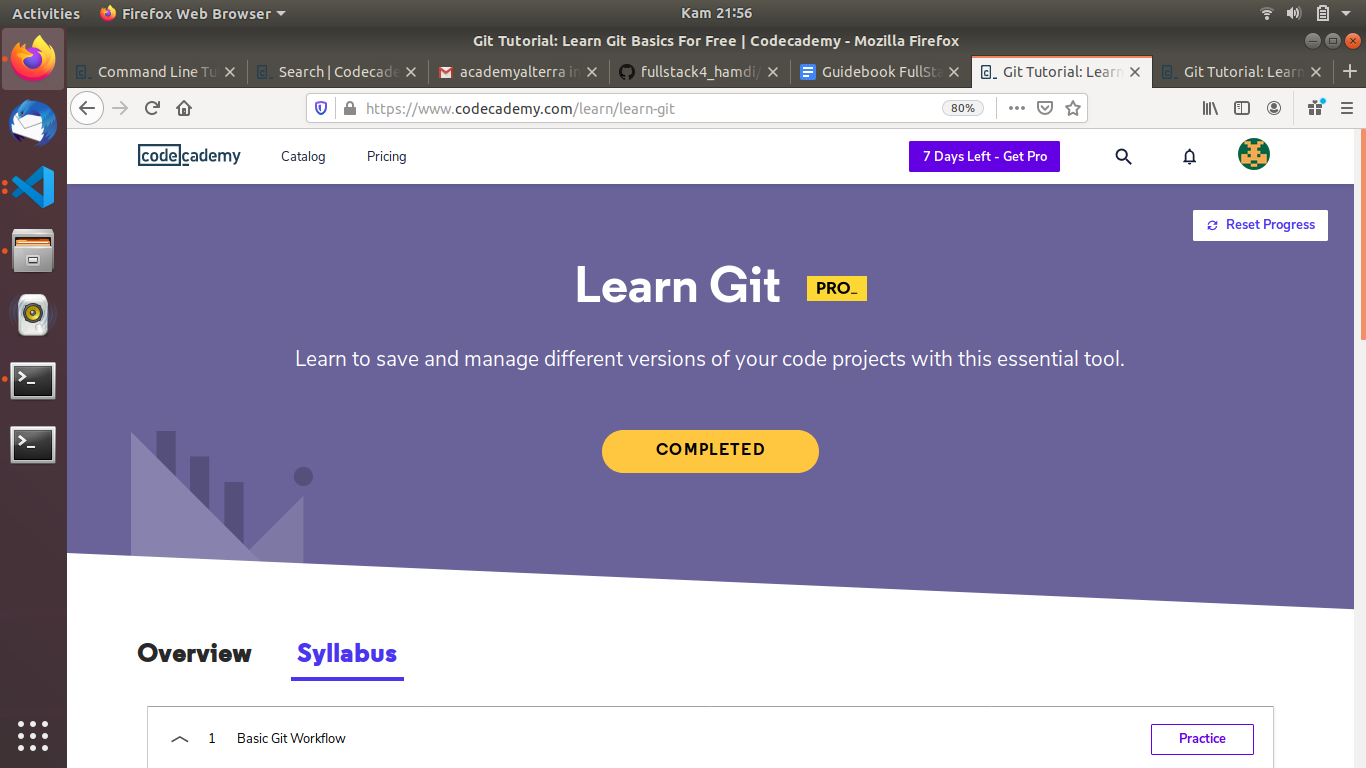 Activities Firefox Web Browser Kam 21:56
Git Tutorial: Learn Git Basics For Free | Codecademy - Mozilla Firefox
Command Line Tu Search | Codecade academyalterra in fullstack4_hamdi/ Guidebook FullSta Git Tutorial: Learn Git Tutorial: Learn
https://www.codecademy.com/learn/learn-git 80%
codecademy Catalog Pricing 7 Days Left - Get Pro
Reset Progress
Learn Git PRO_
Learn to save and manage different versions of your code projects with this essential tool.
COMPLETED
Overview Syllabus
1 Basic Git Workflow Practice